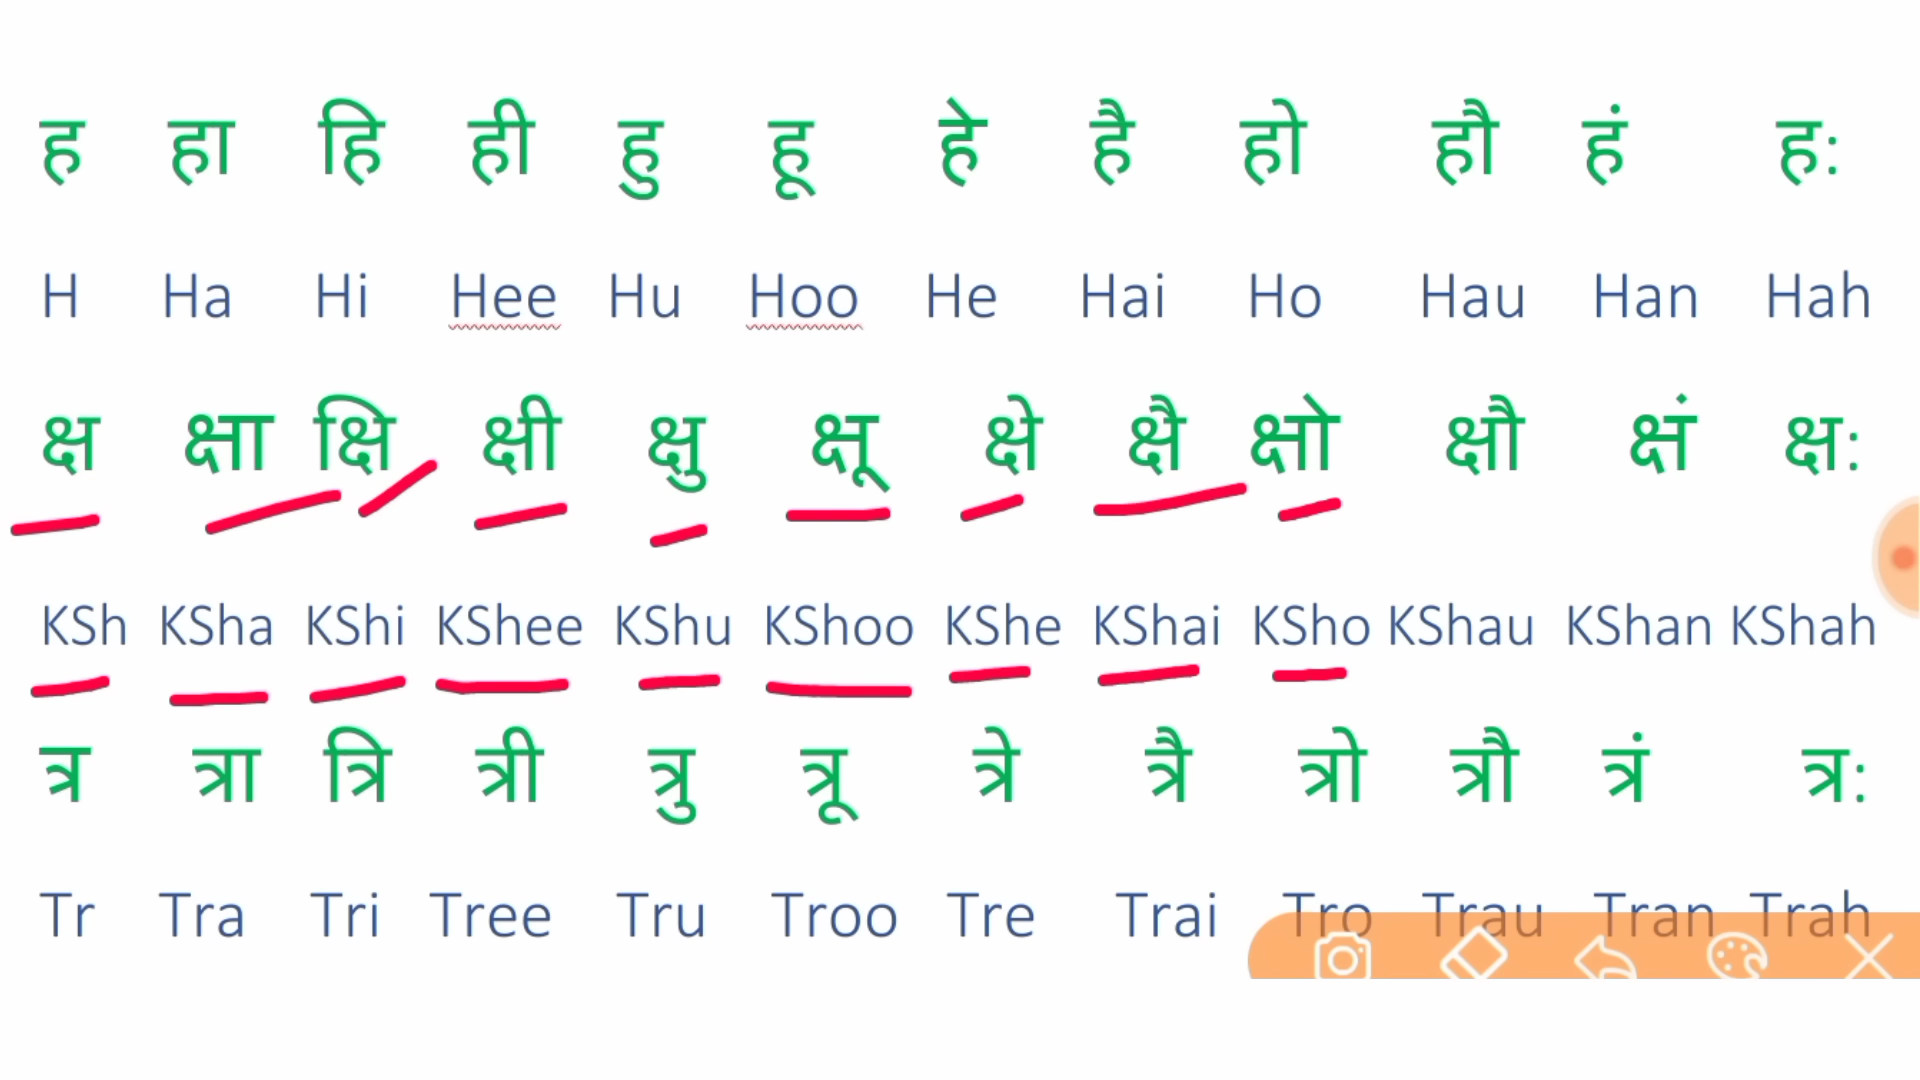 ह हा हि ही हु हू हे है हो हौ हं ह:
H Ha Hi Hee Hu Hoo He Hai Ho Hau Han Hah
क्ष क्षा क्षि क्षी क्षु क्षू क्षे क्षै क्षो क्षौ क्षं क्ष:
KSh KSha KShi KShee KShu KShoo KShe KShai KSho KShau KShan KShah
त्र त्रा त्रि त्री त्रु त्रू त्रे त्रै त्रो त्रौ त्रं त्र:
Tr Tra Tri Tree Tru Troo Tre Trai Tro Trau Tran Trah